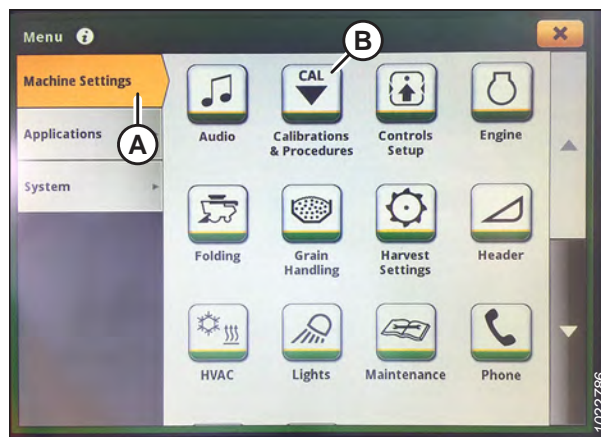 Menu i
B
Machine Settings
A
Applications
System
CAL
Audio
Calibrations
& Procedures
Controls
Setup
Engine
Folding
Grain
Handling
Harvest
Settings
Header
HVAC
Lights
Maintenance
Phone
1022786